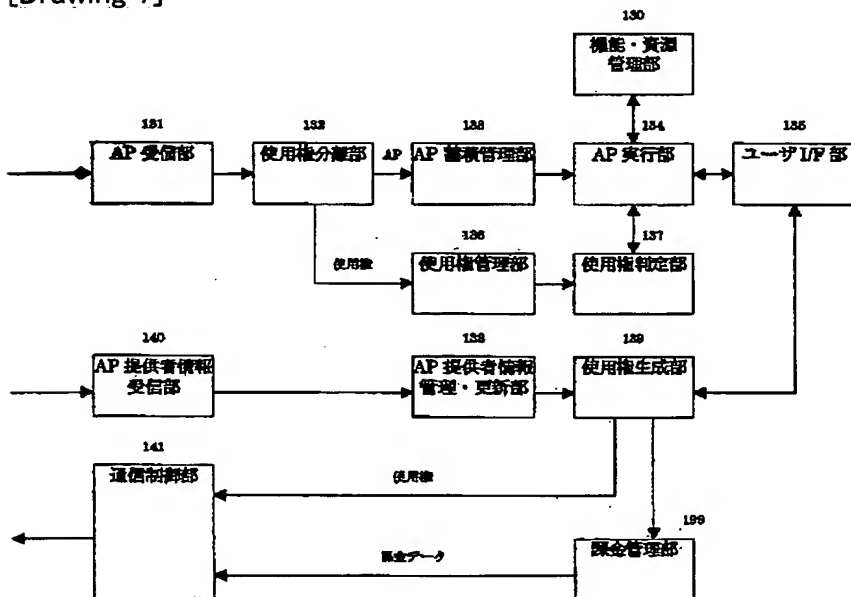 [Drawing 7]
130
機能・資源
管理部
131
132
133
134
135
AP 受信部
使用権分離部
AP
AP 蓄積管理部
AP 実行部
ユーザ I/F 部
136
137
使用権
使用権管理部
使用権判定部
140
138
139
AP 提供者情報
受信部
AP 提供者情報
管理・更新部
使用権生成部
141
通信制御部
使用権
199
課金管理部
課金データ